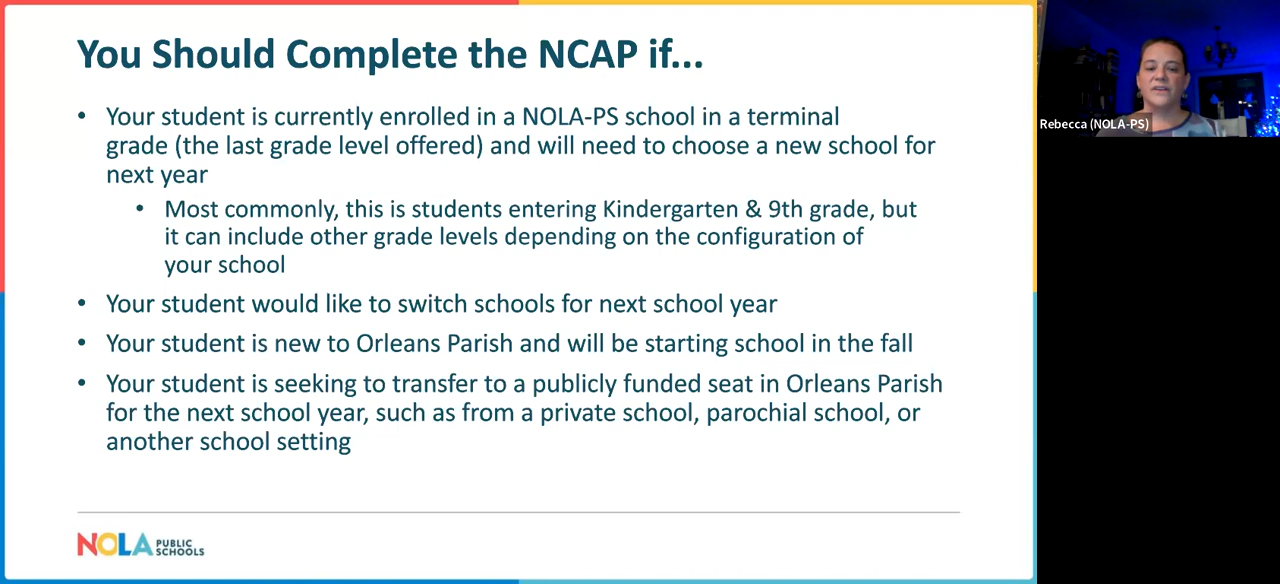 You Should Complete the NCAP if...
• Your student is currently enrolled in a NOLA-PS school in a terminal
grade (the last grade level offered) and will need to choose a new school for
next year
• Most commonly, this is students entering Kindergarten & 9th grade, but
it can include other grade levels depending on the configuration of
your school
• Your student would like to switch schools for next school year
• Your student is new to Orleans Parish and will be starting school in the fall
• Your student is seeking to transfer to a publicly funded seat in Orleans Parish
for the next school year, such as from a private school, parochial school, or
another school setting
NOLA PUBLIC
SCHOOLS
Rebecca (NOLA-PS)